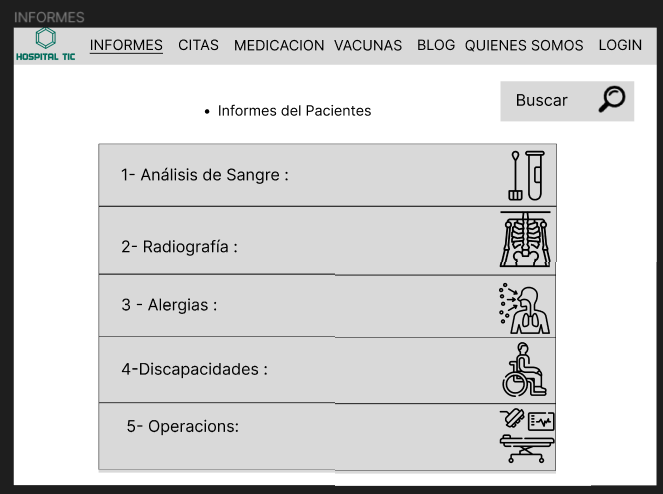 INFORMES
HOSPITAL TIC
INFORMES CITAS MEDICACION VACUNAS BLOG QUIENES SOMOS LOGIN
Buscar
• Informes del Pacientes
1- Análisis de Sangre :
2- Radiografía :
3 - Alergias :
4-Discapacidades :
5- Operacions: